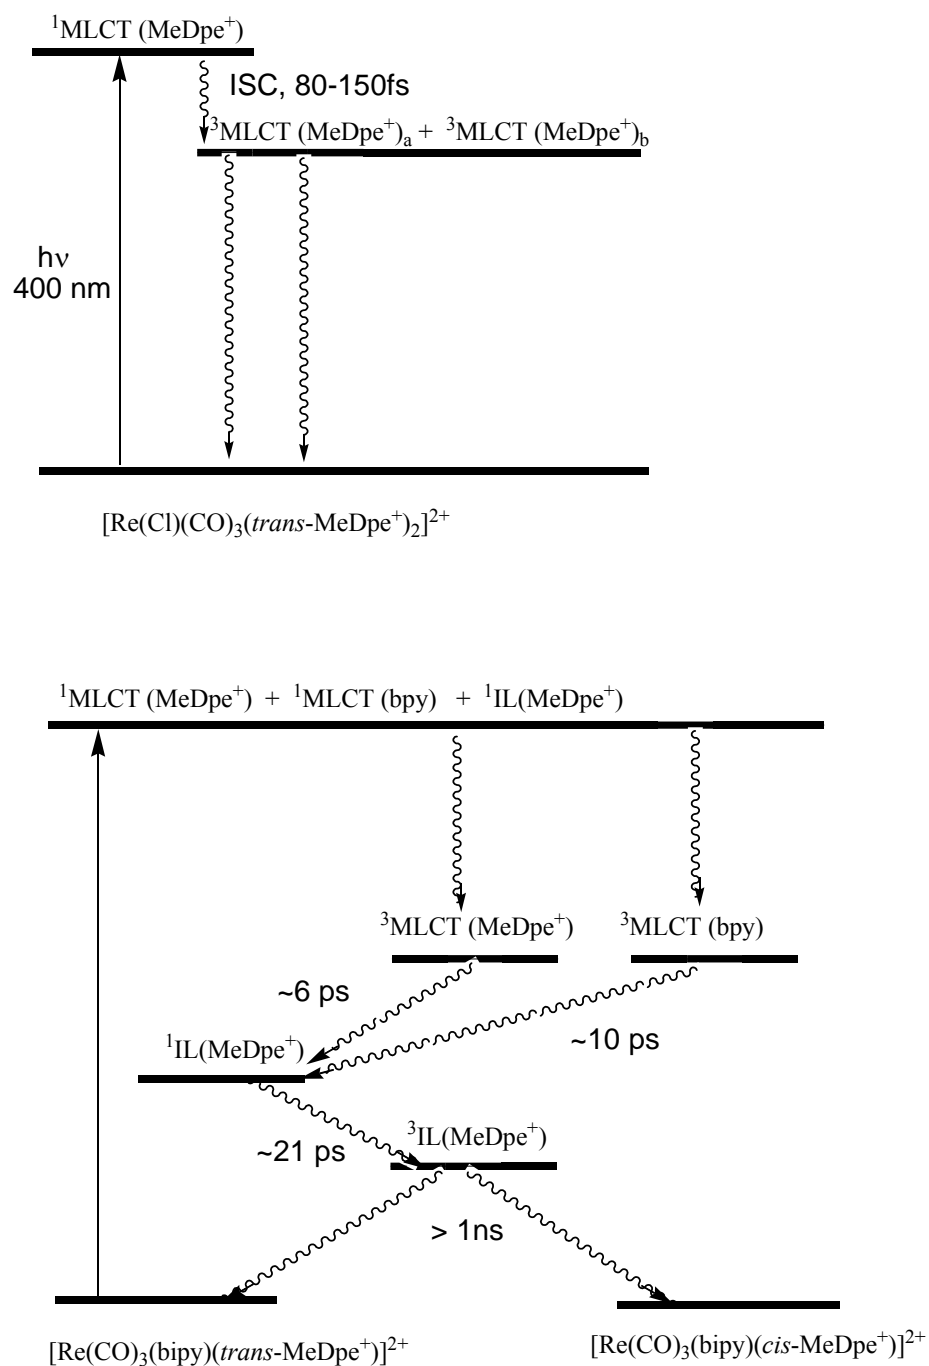 ¹MLCT (MeDpe⁺)
ISC, 80-150fs
³MLCT (MeDpe⁺)ₐ + ³MLCT (MeDpe⁺)b
hν
400 nm
[Re(Cl)(CO)₃(trans-MeDpe⁺)₂]²⁺
¹MLCT (MeDpe⁺) + ¹MLCT (bpy) + ¹IL(MeDpe⁺)
³MLCT (MeDpe⁺) ³MLCT (bpy)
~6 ps
~10 ps
¹IL(MeDpe⁺)
³IL(MeDpe⁺)
~21 ps
> 1ns
[Re(CO)₃(bipy)(trans-MeDpe⁺)]²⁺ [Re(CO)₃(bipy)(cis-MeDpe⁺)]²⁺